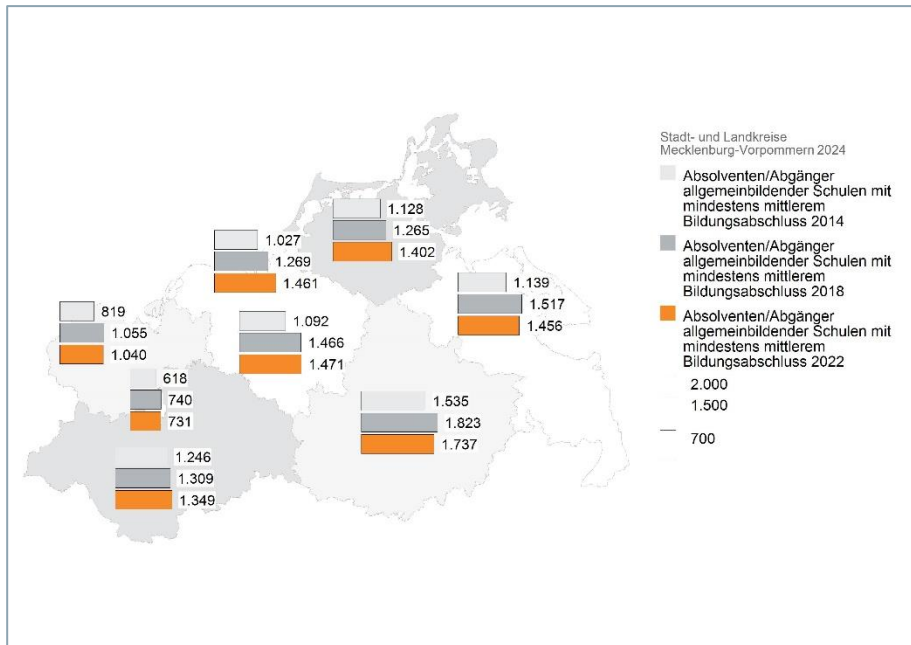 Stadt- und Landkreise
Mecklenburg-Vorpommern 2024
Absolventen/Abgänger
allgemeinbildender Schulen mit
mindestens mittlerem
Bildungsabschluss 2014
Absolventen/Abgänger
allgemeinbildender Schulen mit
mindestens mittlerem
Bildungsabschluss 2018
Absolventen/Abgänger
allgemeinbildender Schulen mit
mindestens mittlerem
Bildungsabschluss 2022
2.000
1.500
700
1.128
1.265
1.402
1.027
1.269
1.461
1.139
1.517
1.456
819
1.055
1.040
1.092
1.466
1.471
618
740
731
1.535
1.823
1.737
1.246
1.309
1.349